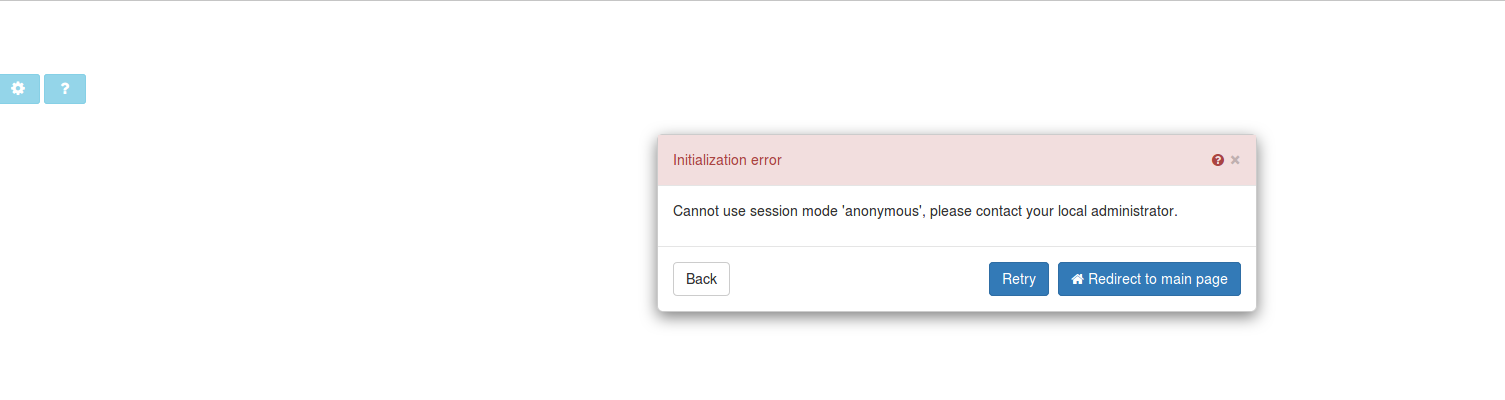 ?
Initialization error
?
×
Cannot use session mode 'anonymous', please contact your local administrator.
Back
Retry
Redirect to main page